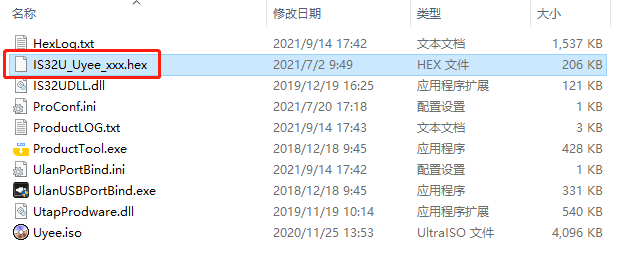 名称 修改日期 类型 大小
HexLog.txt 2021/9/14 17:42 文本文档 1,537 KB
IS32U_Uyee_xxx.hex 2021/7/2 9:49 HEX 文件 206 KB
IS32UDLL.dll 2019/12/19 16:25 应用程序扩展 121 KB
ProConf.ini 2021/7/20 17:18 配置设置 1 KB
ProductLOG.txt 2021/9/14 17:43 文本文档 3 KB
ProductTool.exe 2018/12/18 9:45 应用程序 428 KB
UlanPortBind.ini 2021/9/14 17:42 配置设置 1 KB
UlanUSBPortBind.exe 2018/12/18 9:45 应用程序 331 KB
UtapProdware.dll 2019/11/19 10:14 应用程序扩展 540 KB
Uyee.iso 2020/11/25 13:53 UltraISO 文件 4,096 KB